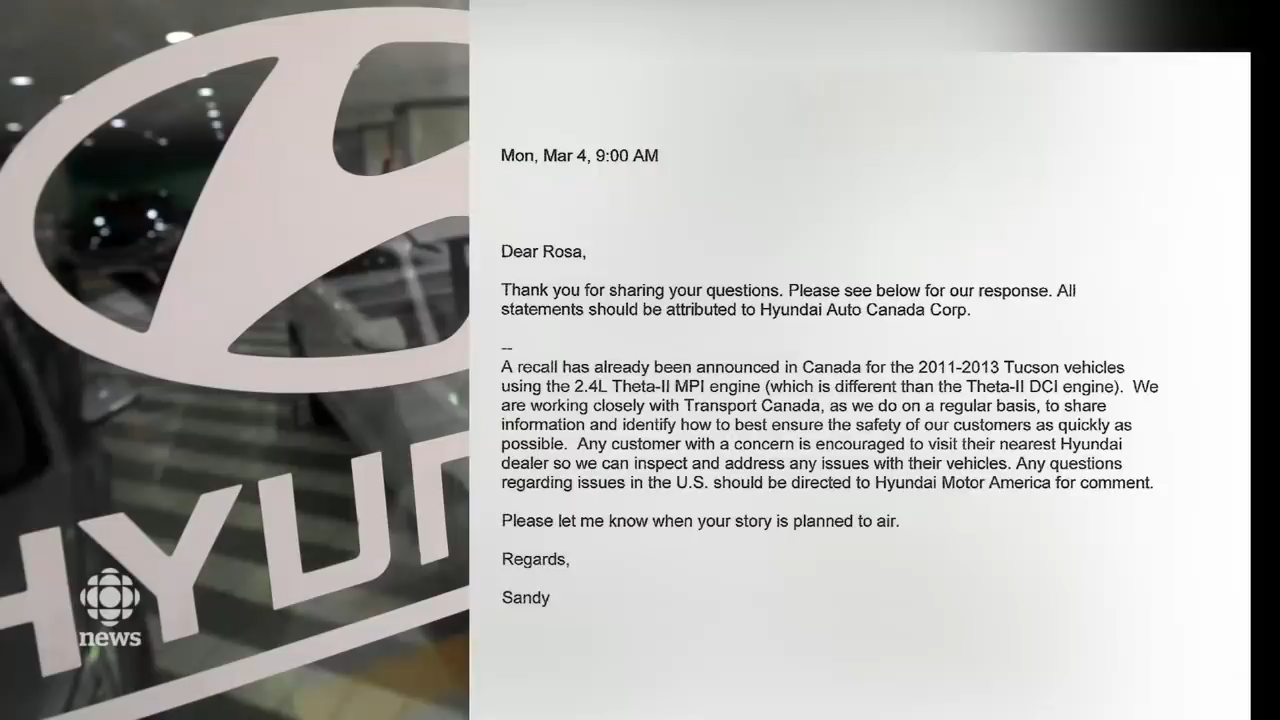 Mon, Mar 4, 9:00 AM
Dear Rosa,
Thank you for sharing your questions. Please see below for our response. All
statements should be attributed to Hyundai Auto Canada Corp.
--
A recall has already been announced in Canada for the 2011-2013 Tucson vehicles
using the 2.4L Theta-II MPI engine (which is different than the Theta-II DCI engine). We
are working closely with Transport Canada, as we do on a regular basis, to share
information and identify how to best ensure the safety of our customers as quickly as
possible. Any customer with a concern is encouraged to visit their nearest Hyundai
dealer so we can inspect and address any issues with their vehicles. Any questions
regarding issues in the U.S. should be directed to Hyundai Motor America for comment.
Please let me know when your story is planned to air.
Regards,
Sandy
HYUN
news